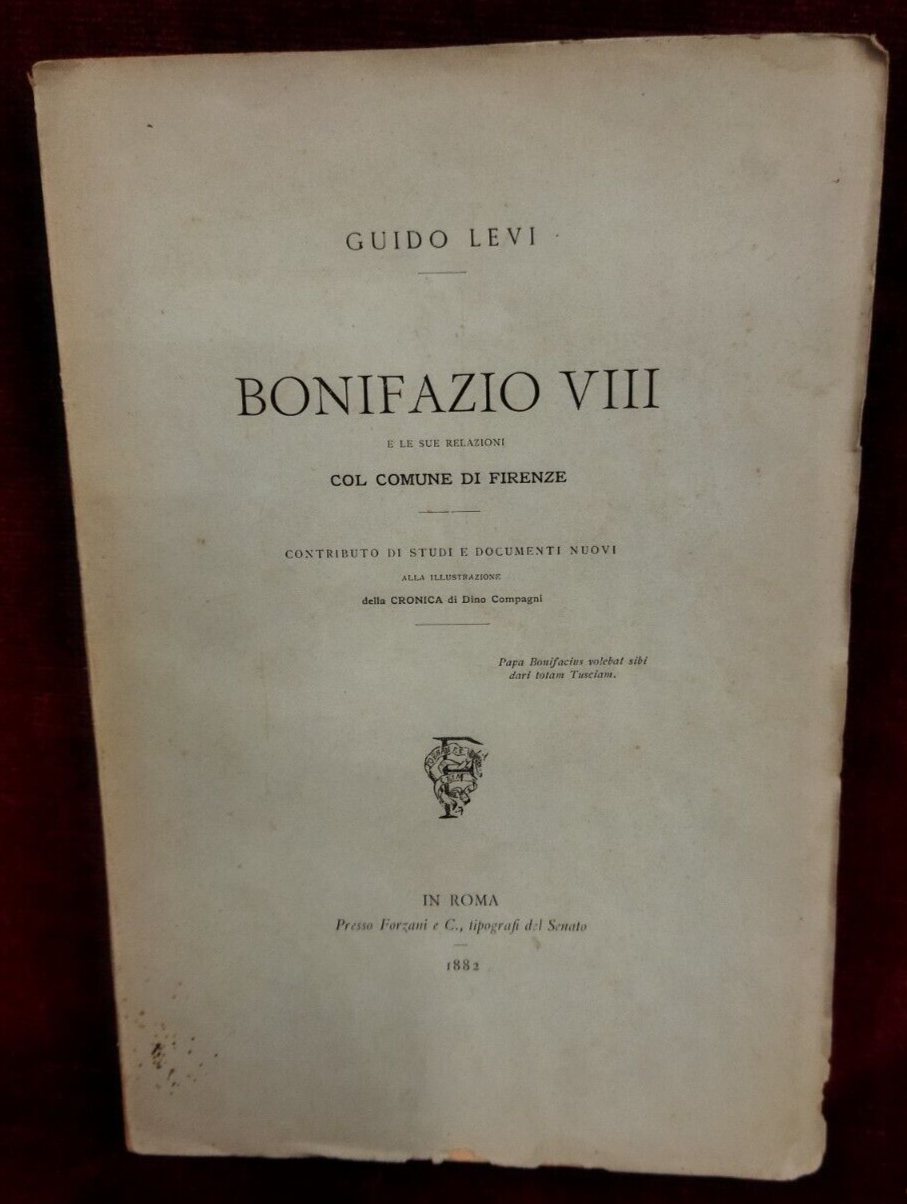 GUIDO LEVI
BONIFAZIO VIII
E LE SUE RELAZIONI
COL COMUNE DI FIRENZE
CONTRIBUTO DI STUDI E DOCUMENTI NUOVI
ALLA ILLUSTRAZIONE
della CRONICA di Dino Compagni
Papa Bonifacius volebat sibi
dari totam Tusciam.
IN ROMA
Presso Forzani e C., tipografi del Senato
1882